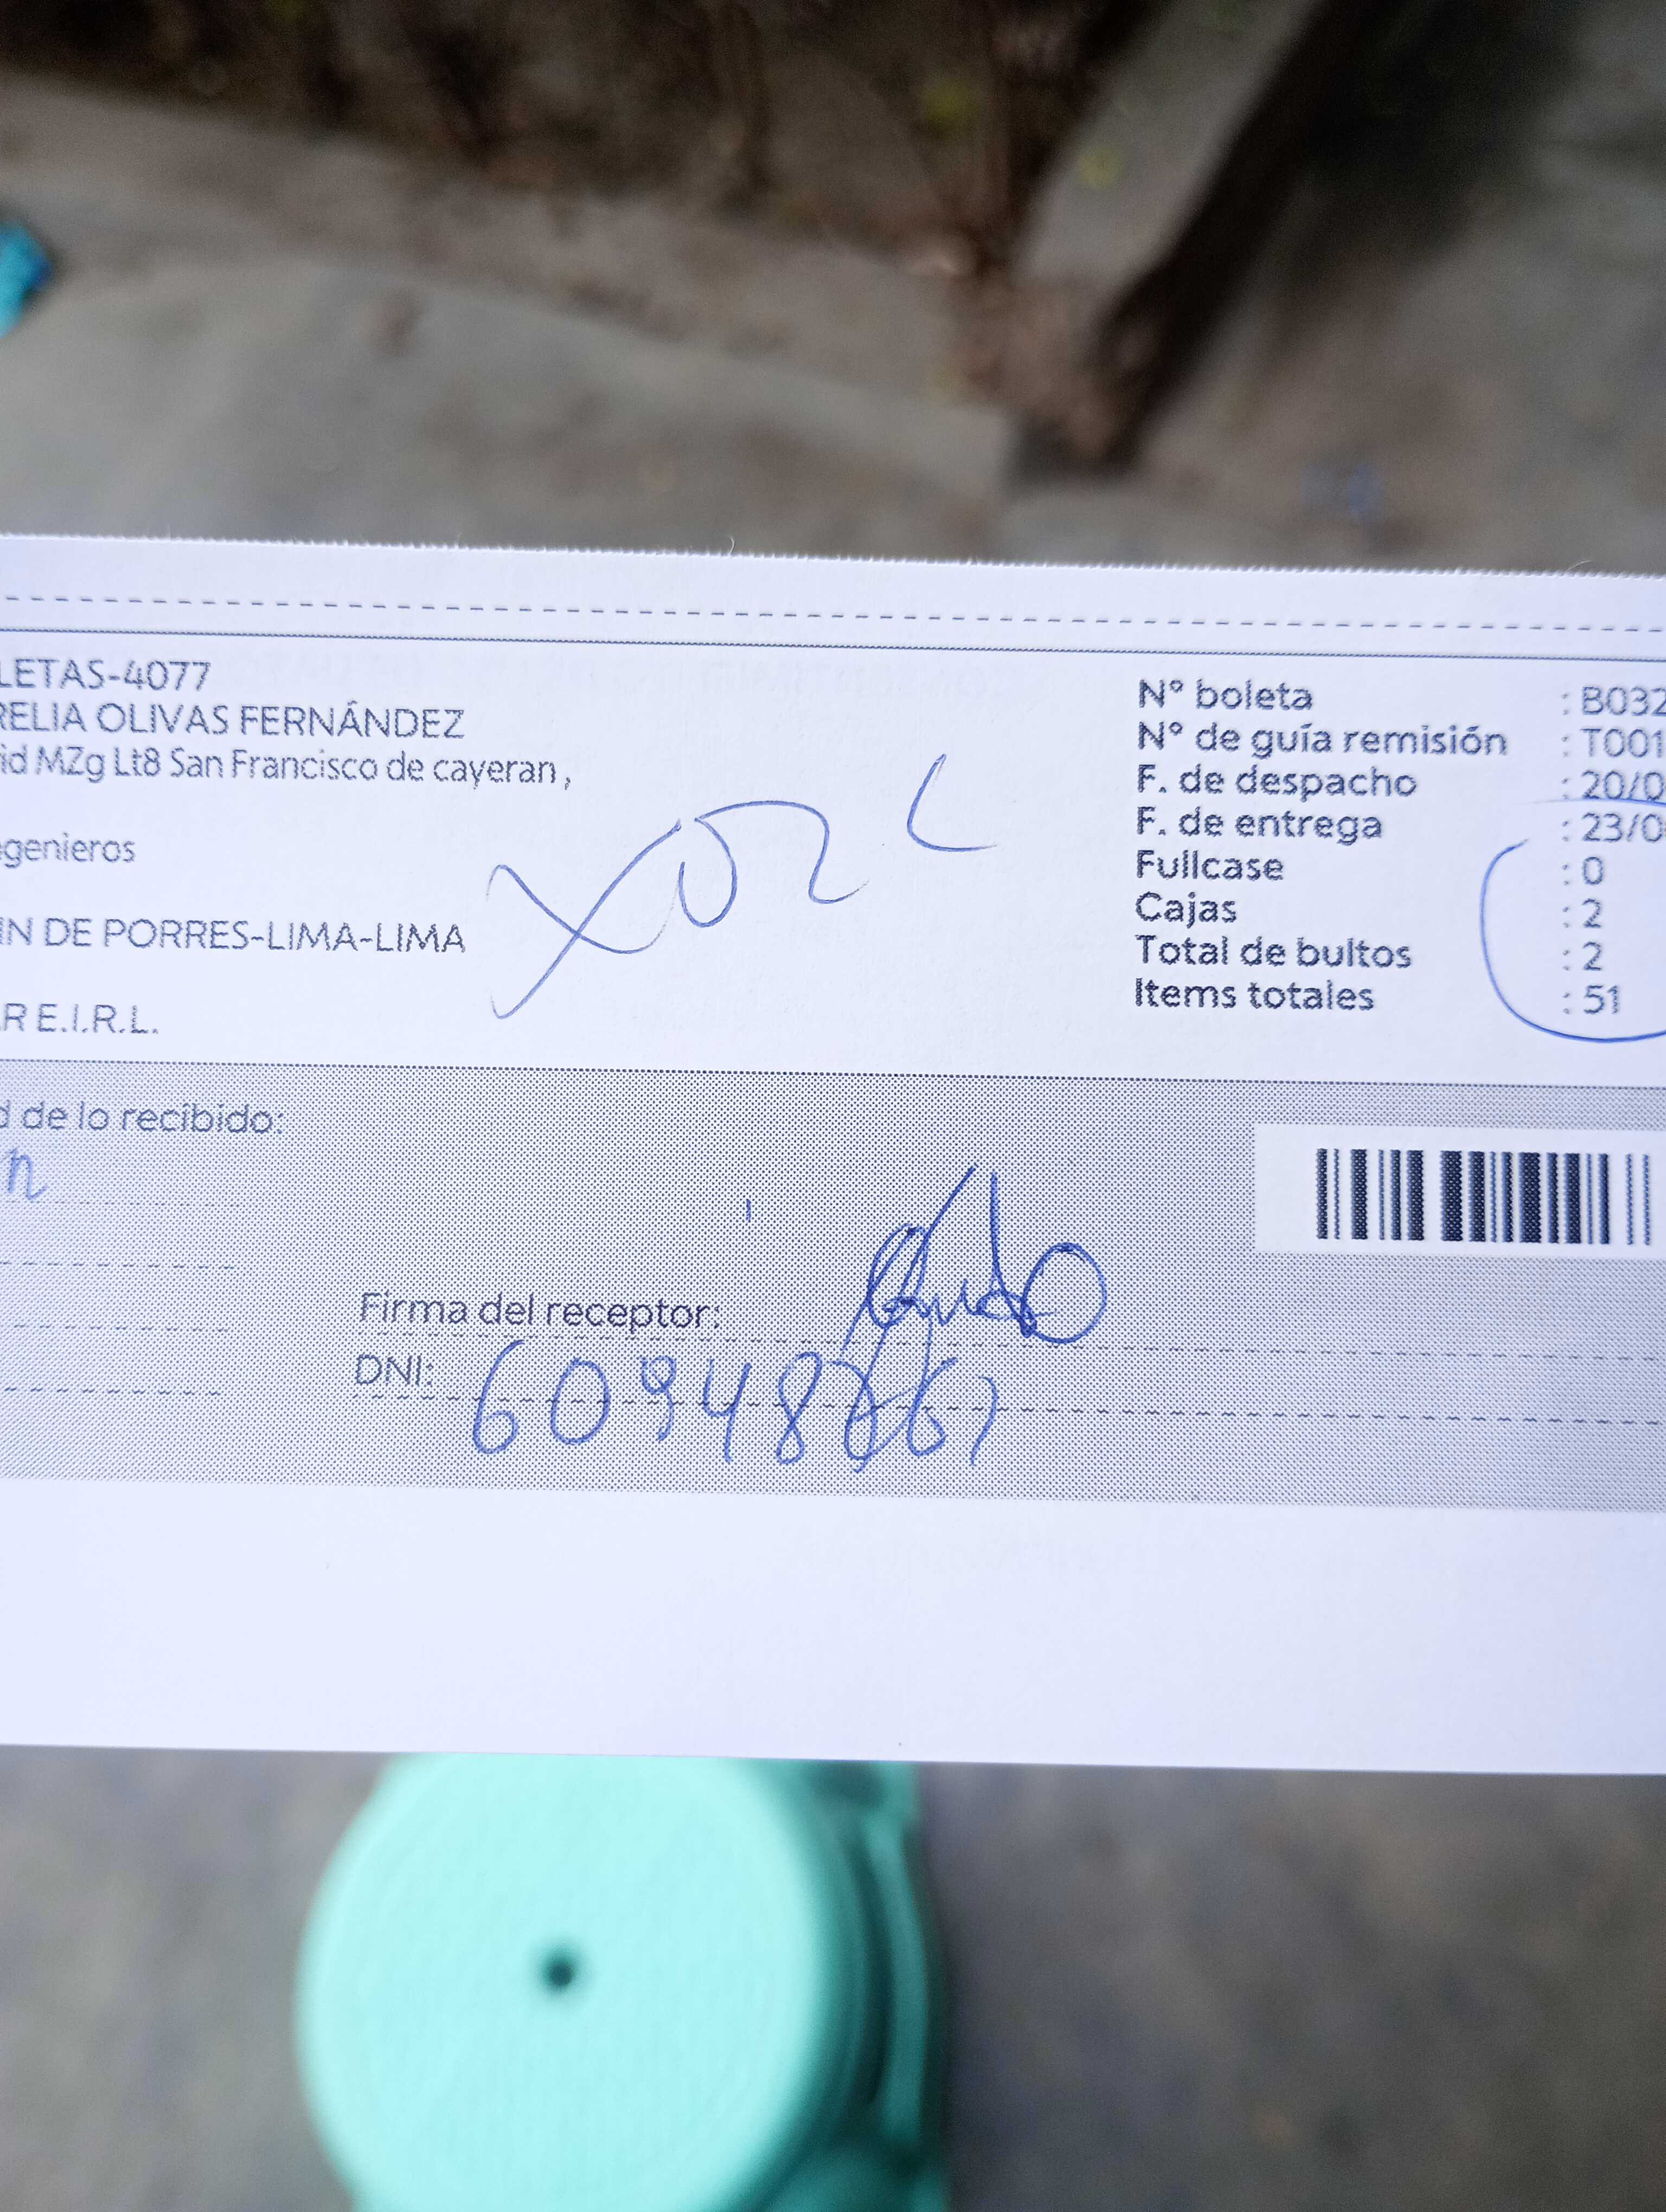 LETAS-4077
RELIA OLIVAS FERNÁNDEZ
id MZg Lt8 San Francisco de cayeran,
genieros
IN DE PORRES-LIMA-LIMA
R E.I.R.L.
N° boleta : B032
N° de guía remisión : T001
F. de despacho : 20/0
F. de entrega : 23/0
Fullcase : 0
Cajas : 2
Total de bultos : 2
Items totales : 51
d de lo recibido:
n
Firma del receptor:
DNI: 60948767